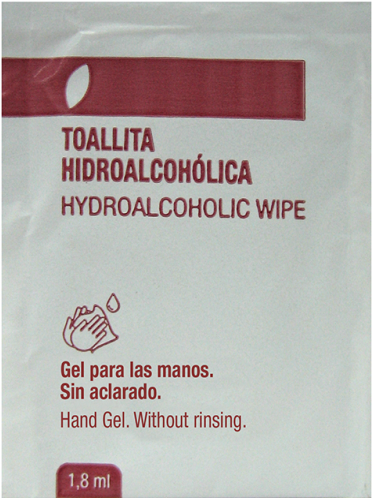 TOALLITA
HIDROALCOHÓLICA
HYDROALCOHOLIC WIPE
Gel para las manos.
Sin aclarado.
Hand Gel. Without rinsing.
1,8 ml